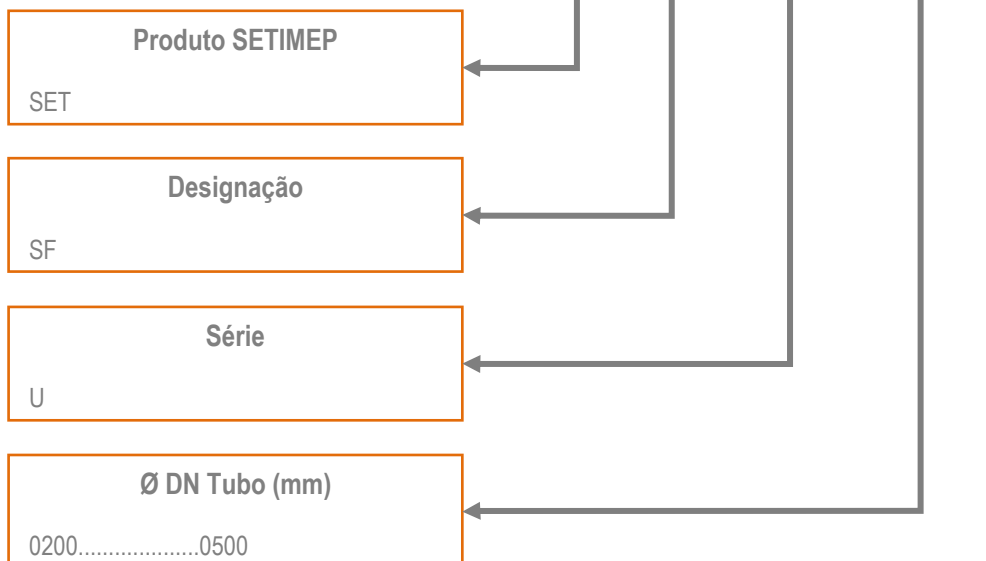 Produto SETIMEP
SET
Designação
SF
Série
U
Ø DN Tubo (mm)
0200...................0500